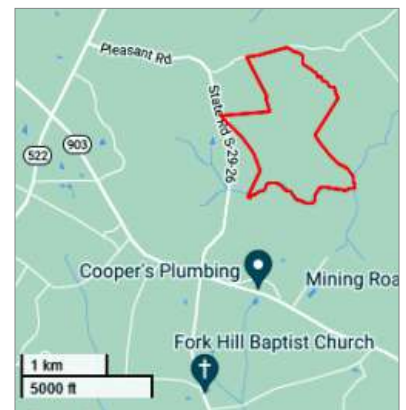 Pleasant Rd
State Rd S-29-26
903
522
Cooper's Plumbing
Mining Roa
Fork Hill Baptist Church
1 km
5000 ft